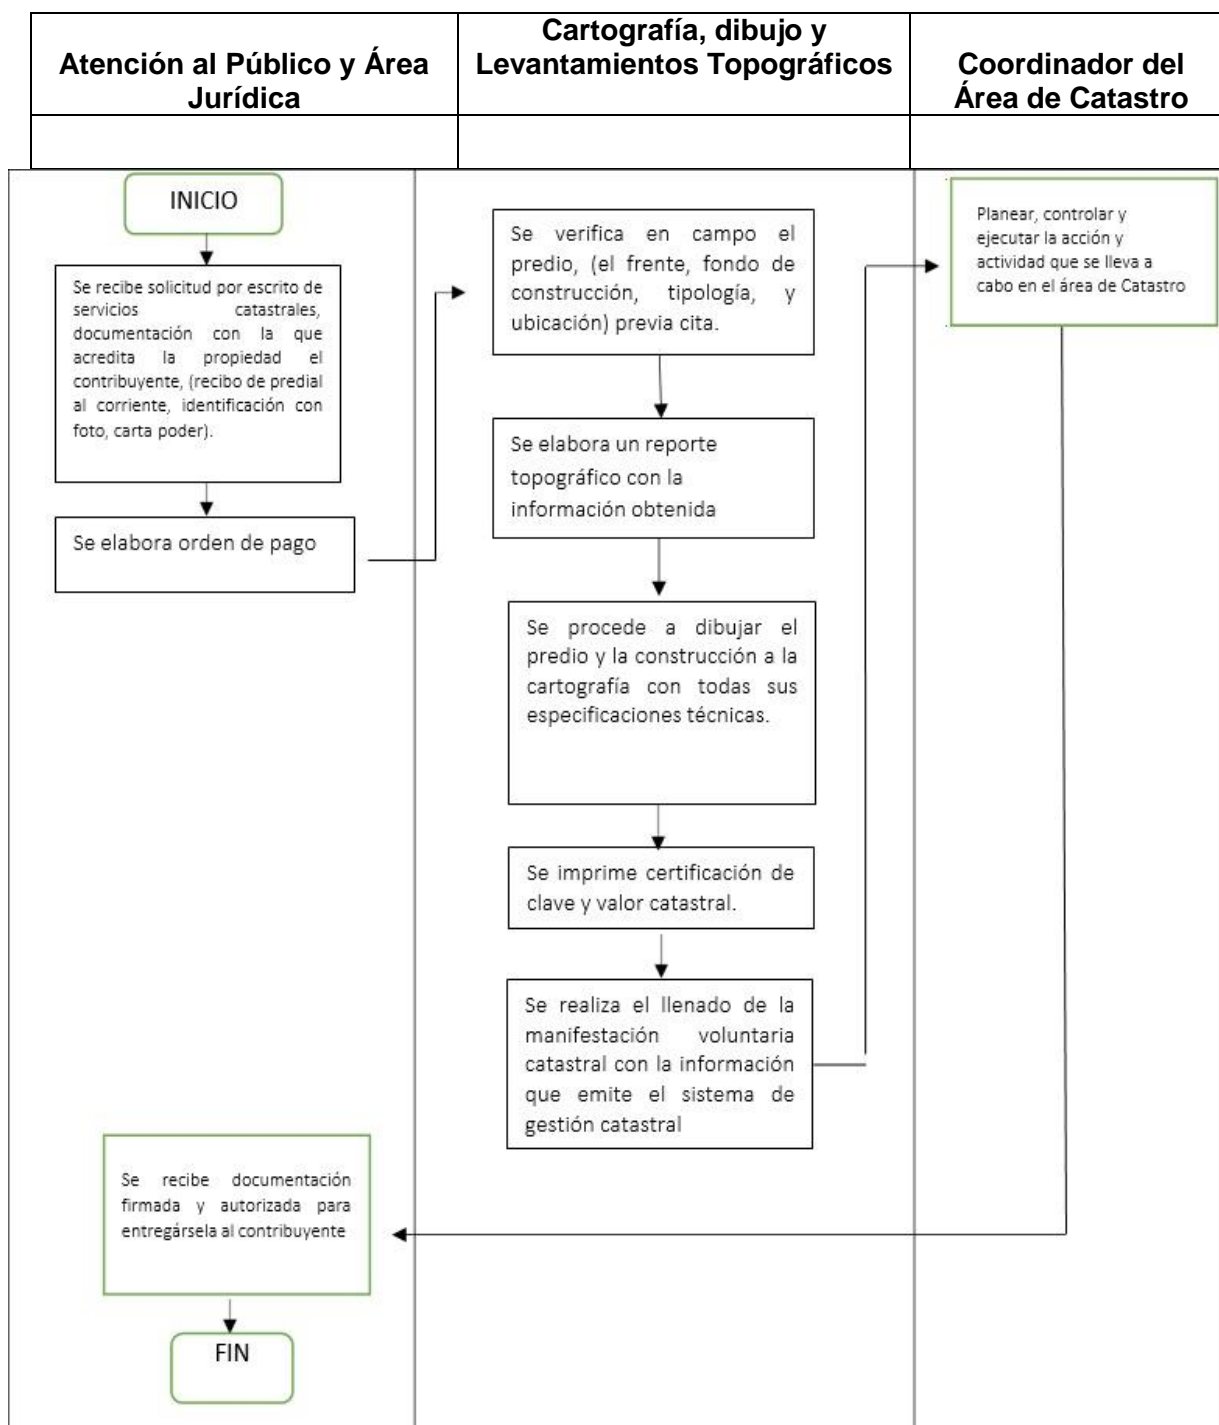 Atención al Público y Área
Jurídica
Cartografía, dibujo y
Levantamientos Topográficos
Coordinador del
Área de Catastro
INICIO
Se recibe solicitud por escrito de
servicios catastrales,
documentación con la que
acredita la propiedad el
contribuyente, (recibo de predial
al corriente, identificación con
foto, carta poder).
Se elabora orden de pago
Se verifica en campo el
predio, (el frente, fondo de
construcción, tipología, y
ubicación) previa cita.
Se elabora un reporte
topográfico con la
información obtenida
Se procede a dibujar el
predio y la construcción a la
cartografía con todas sus
especificaciones técnicas.
Se imprime certificación de
clave y valor catastral.
Se realiza el llenado de la
manifestación voluntaria
catastral con la información
que emite el sistema de
gestión catastral
Planear, controlar y
ejecutar la acción y
actividad que se lleva a
cabo en el área de Catastro
Se recibe documentación
firmada y autorizada para
entregársela al contribuyente
FIN